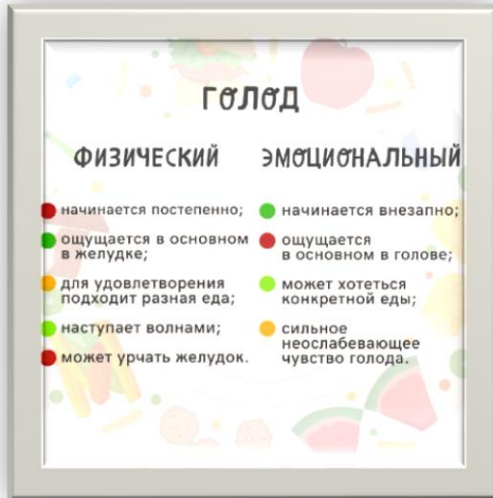 ГОЛОД
ФИЗИЧЕСКИЙ
начинается постепенно;
ощущается в основном
в желудке;
для удовлетворения
подходит разная еда;
наступает волнами;
может урчать желудок.
ЭМОЦИОНАЛЬНЫЙ
начинается внезапно;
ощущается
в основном в голове;
может хотеться
конкретной еды;
сильное
неослабевающее
чувство голода.